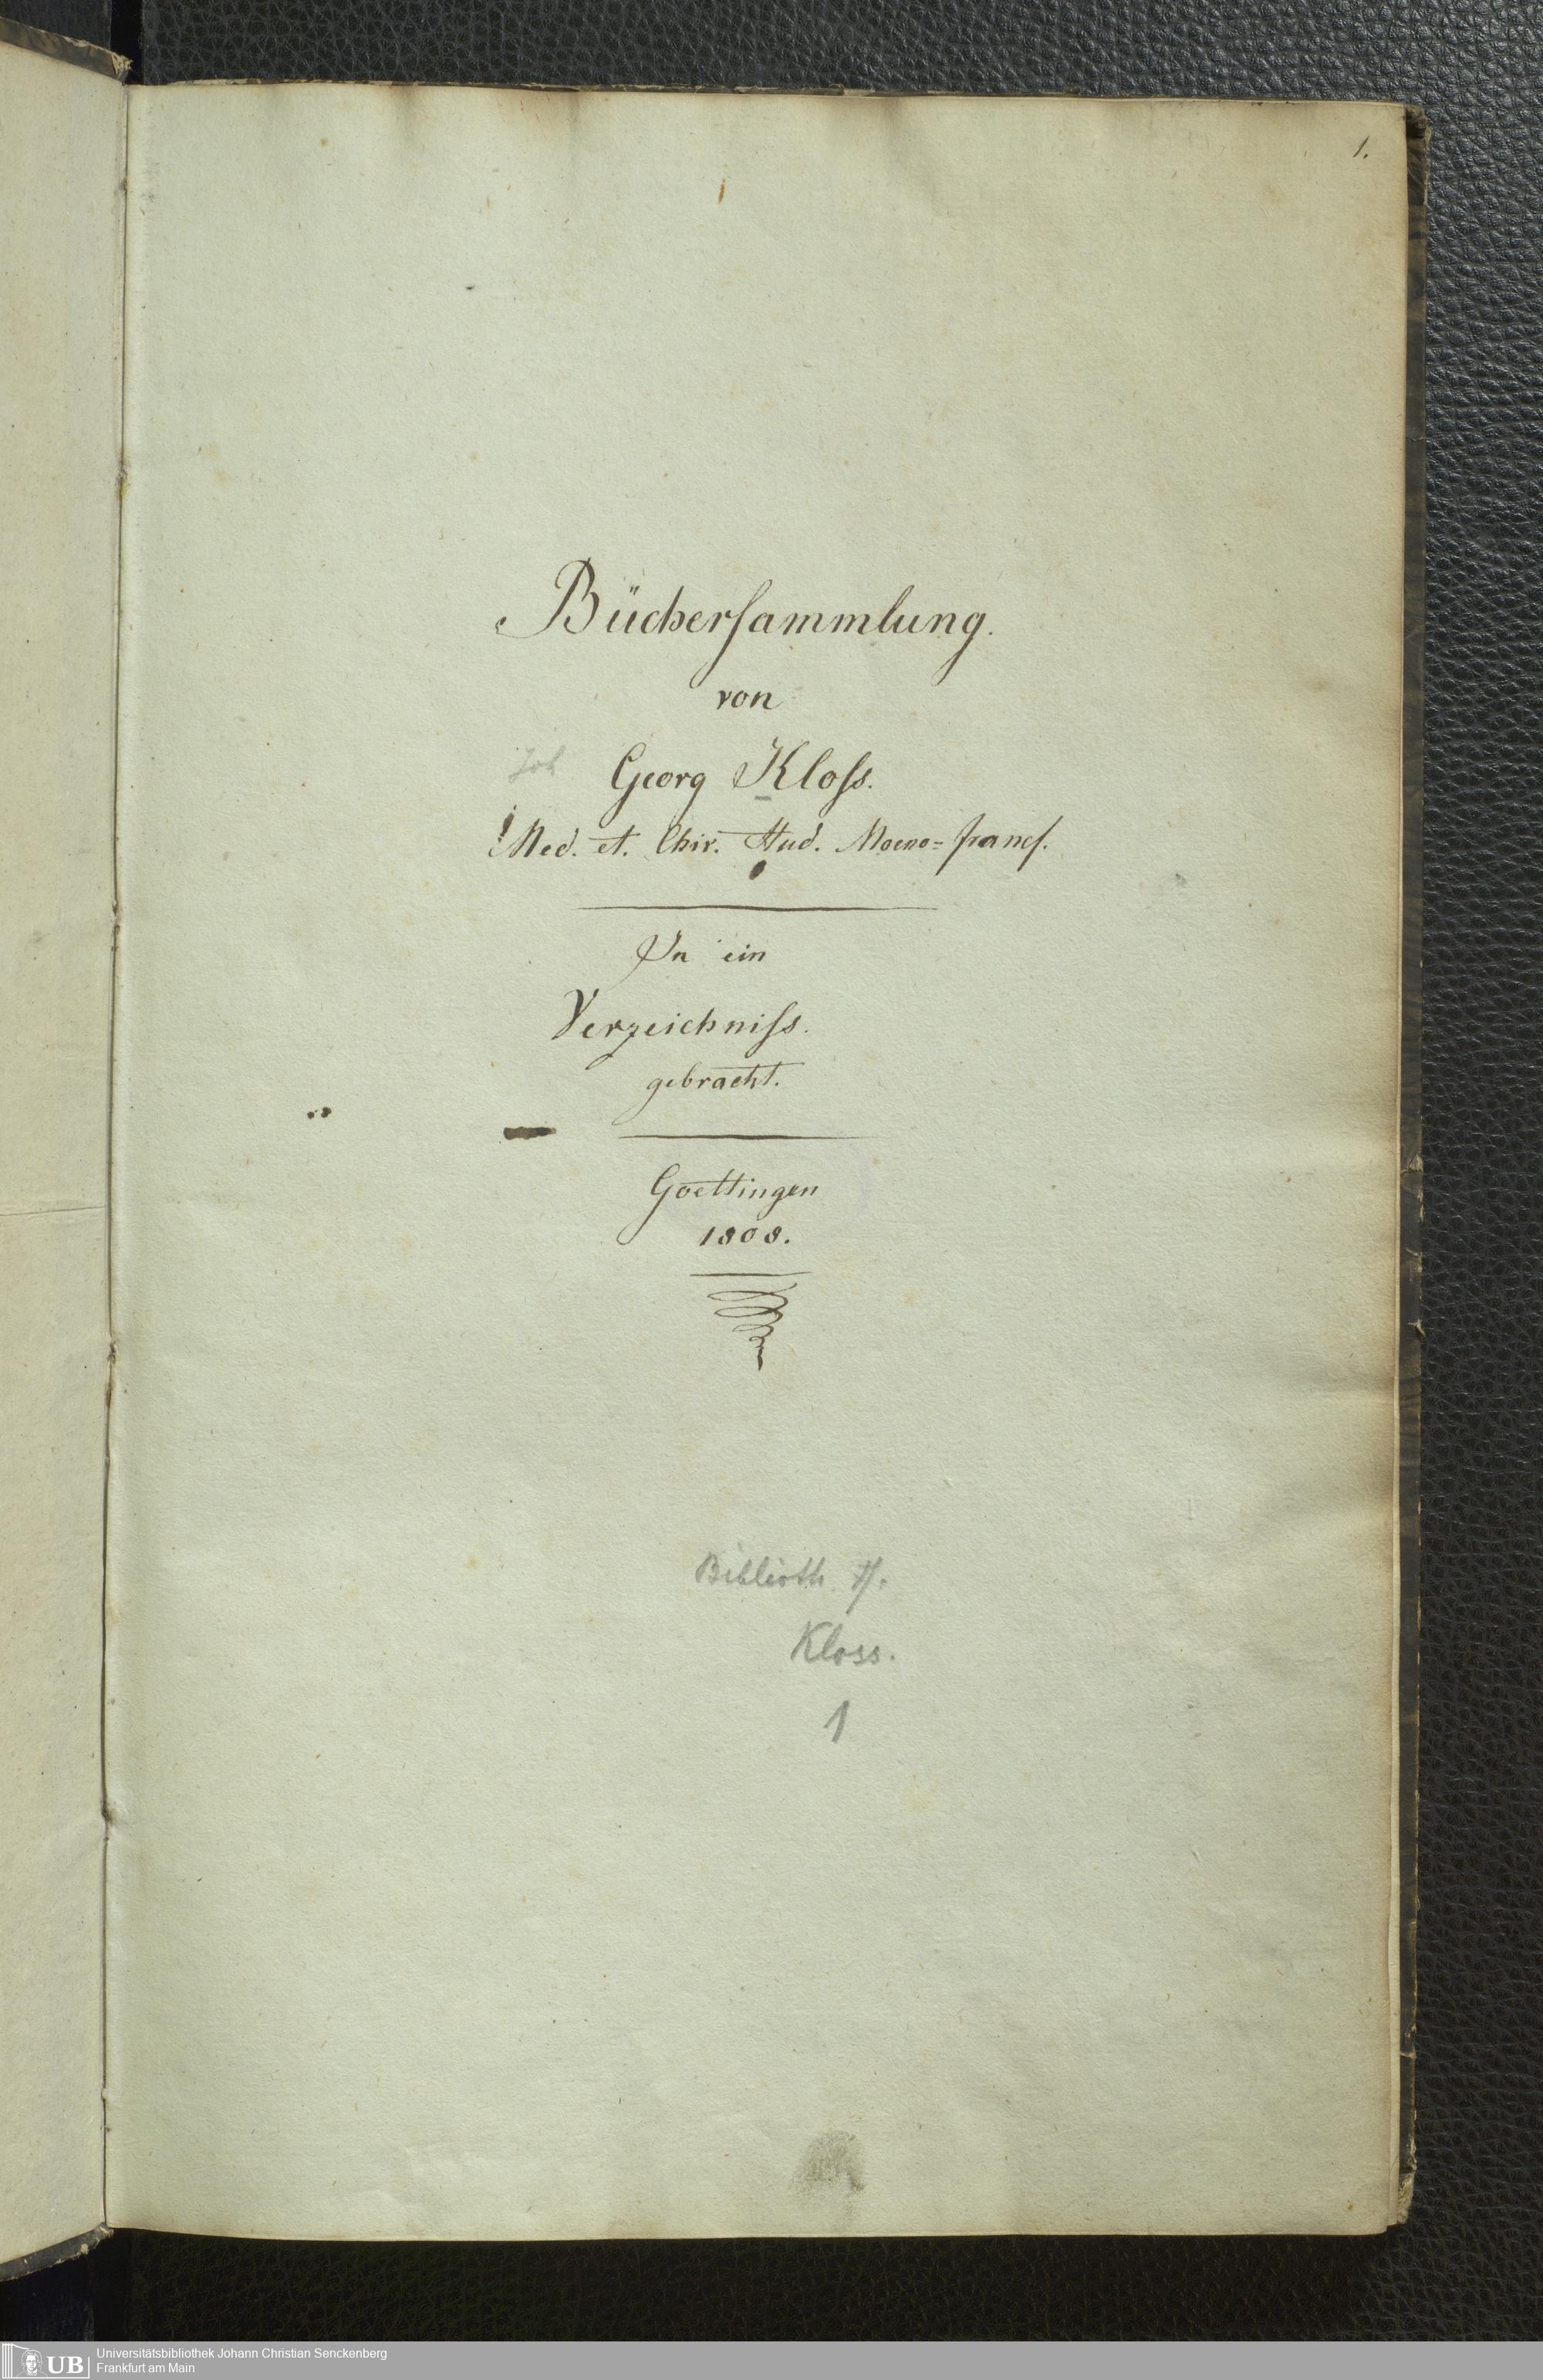 1.
Büchersammlung.
von
Joh Georg Kloſs.
Med. et. Chir. Stud. Moeno=francf.
In ein
Verzeichniſs.
gebracht.
Goettingen
1808.
Biblioth
Kloss.
1
UB Universitätsbibliothek Johann Christian Senckenberg
Frankfurt am Main